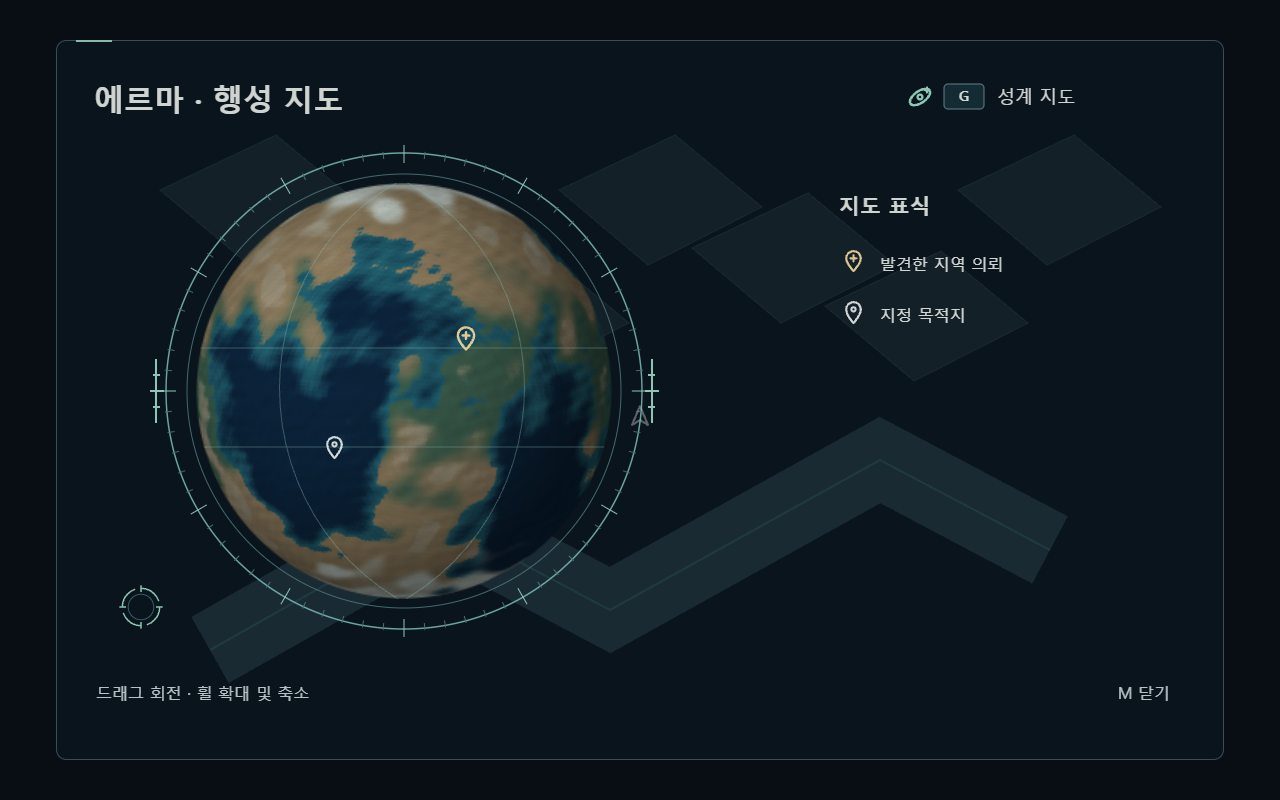 에르마 · 행성 지도
G 성계 지도
지도 표식
발견한 지역 의뢰
지정 목적지
드래그 회전 · 휠 확대 및 축소
M 닫기